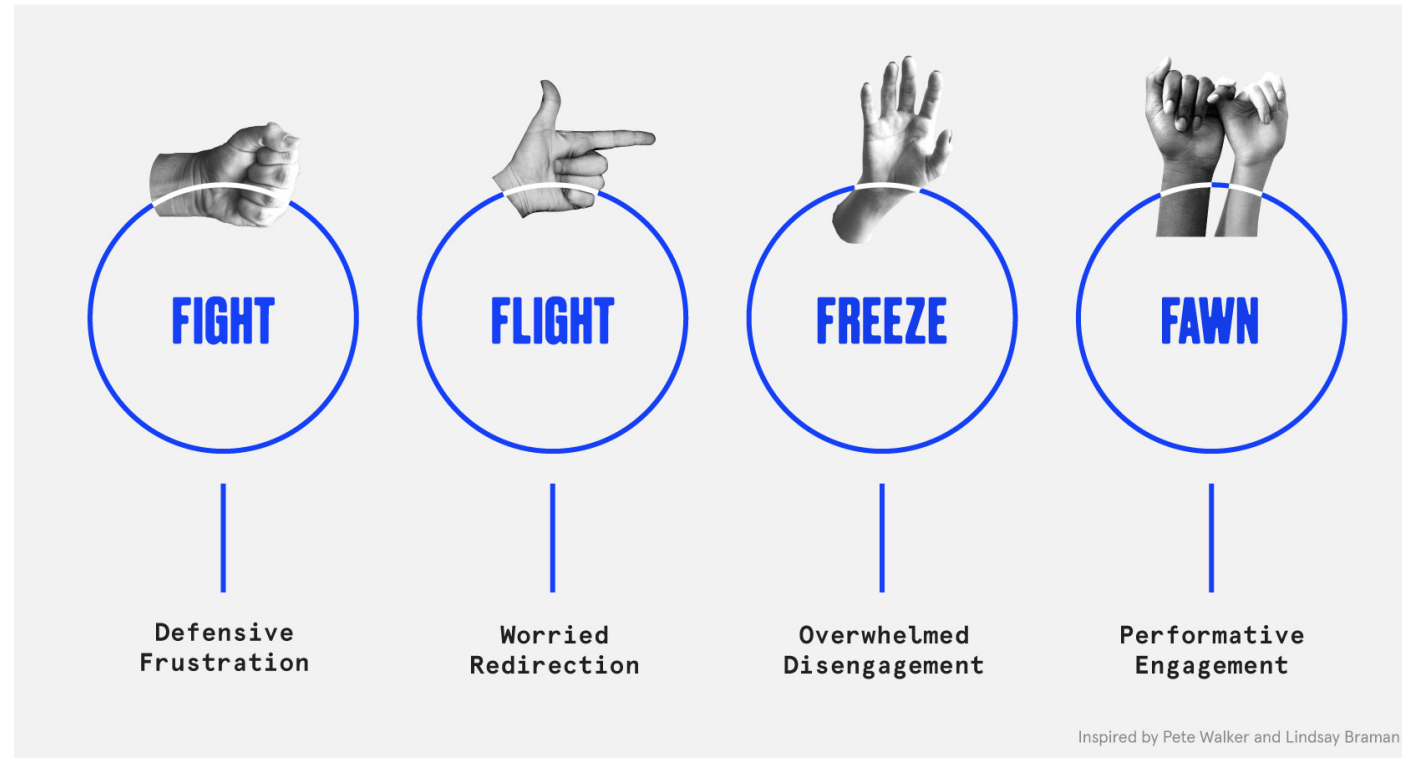 FIGHT
FLIGHT
FREEZE
FAWN
Defensive
Frustration
Worried
Redirection
Overwhelmed
Disengagement
Performative
Engagement
Inspired by Pete Walker and Lindsay Braman